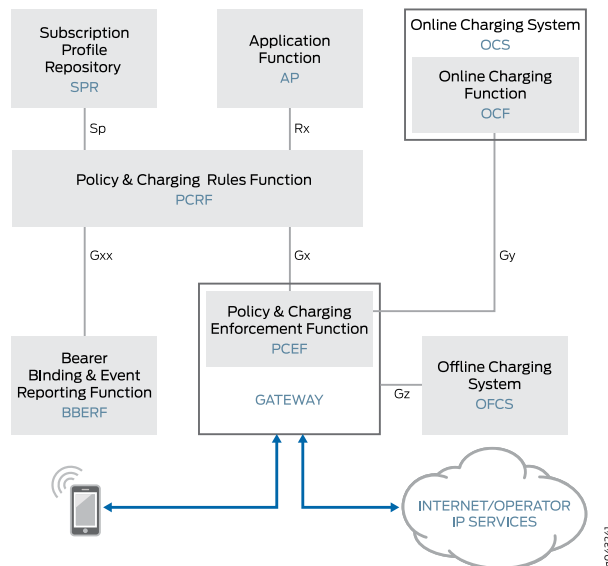 Subscription
Profile
Repository
SPR
Application
Function
AP
Online Charging System
OCS
Online Charging
Function
OCF
Sp
Rx
Policy & Charging Rules Function
PCRF
Gxx
Gx
Gy
Policy & Charging
Enforcement Function
PCEF
GATEWAY
Bearer
BInding & Event
Reporting Function
BBERF
Gz
Offline Charging
System
OFCS
INTERNET/OPERATOR
IP SERVICES
g043241